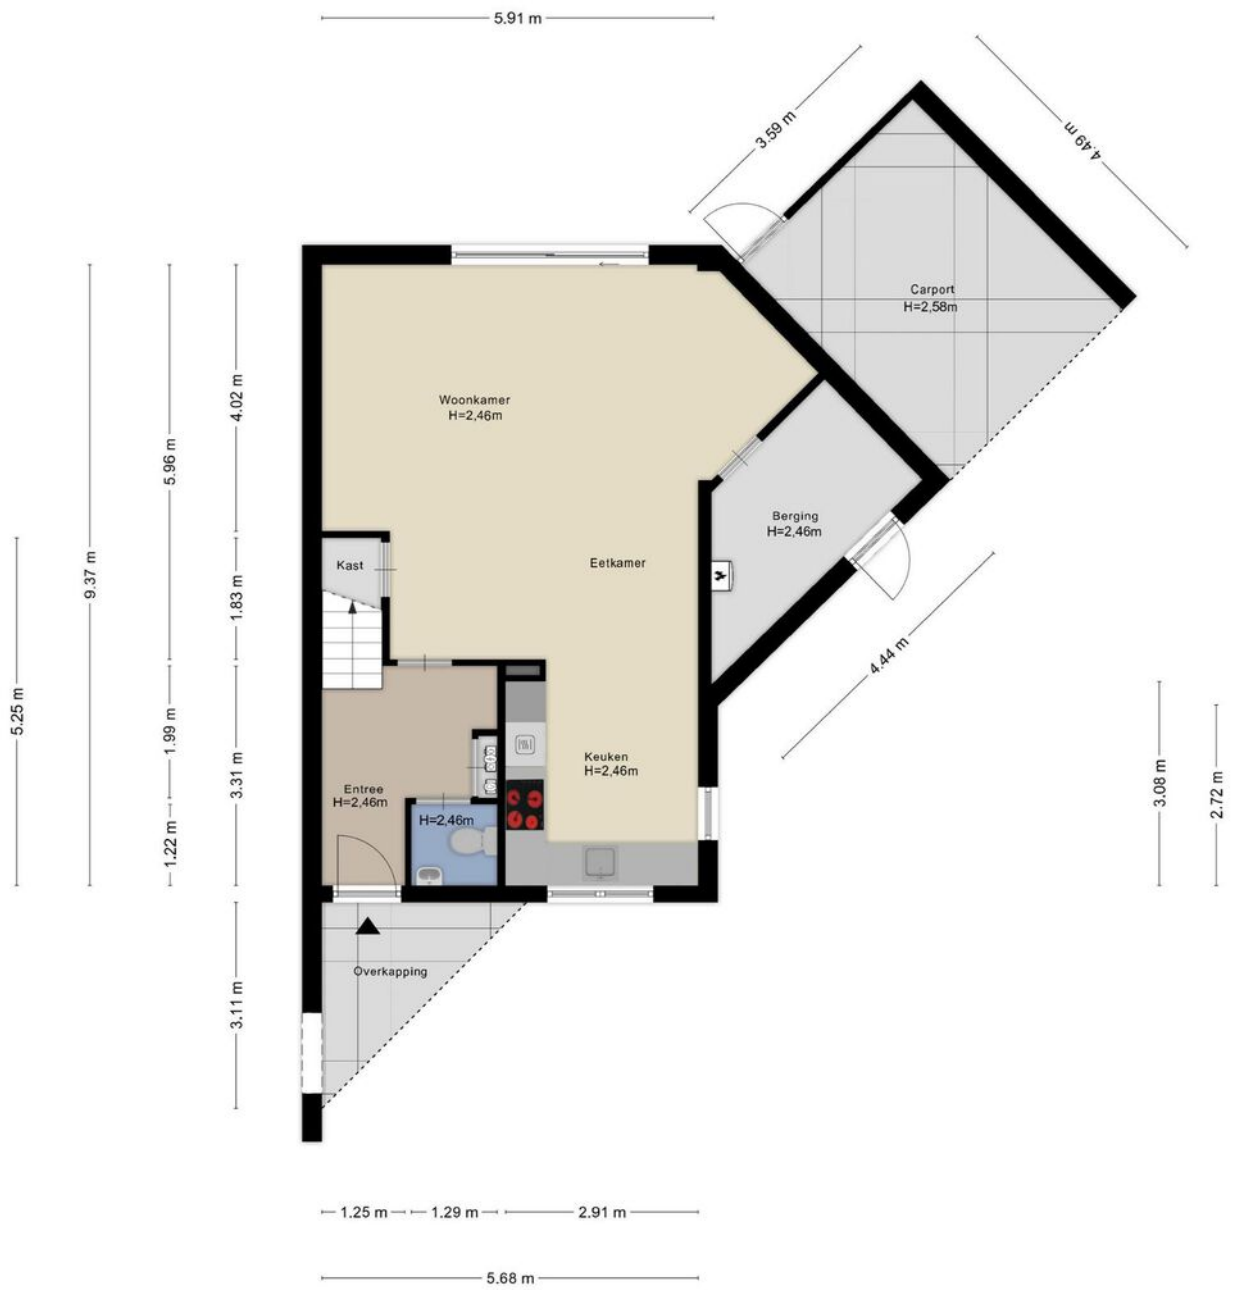 5.91 m
3.59 m
4.49 m
Carport
H=2,58m
4.02 m
Woonkamer
H=2,46m
5.96 m
Berging
H=2,46m
9.37 m
Kast
Eetkamer
1.83 m
4.44 m
5.25 m
1.99 m
3.31 m
Keuken
H=2,46m
3.08 m
2.72 m
Entree
H=2,46m
H=2,46m
1.22 m
Overkapping
3.11 m
1.25 m
1.29 m
2.91 m
5.68 m